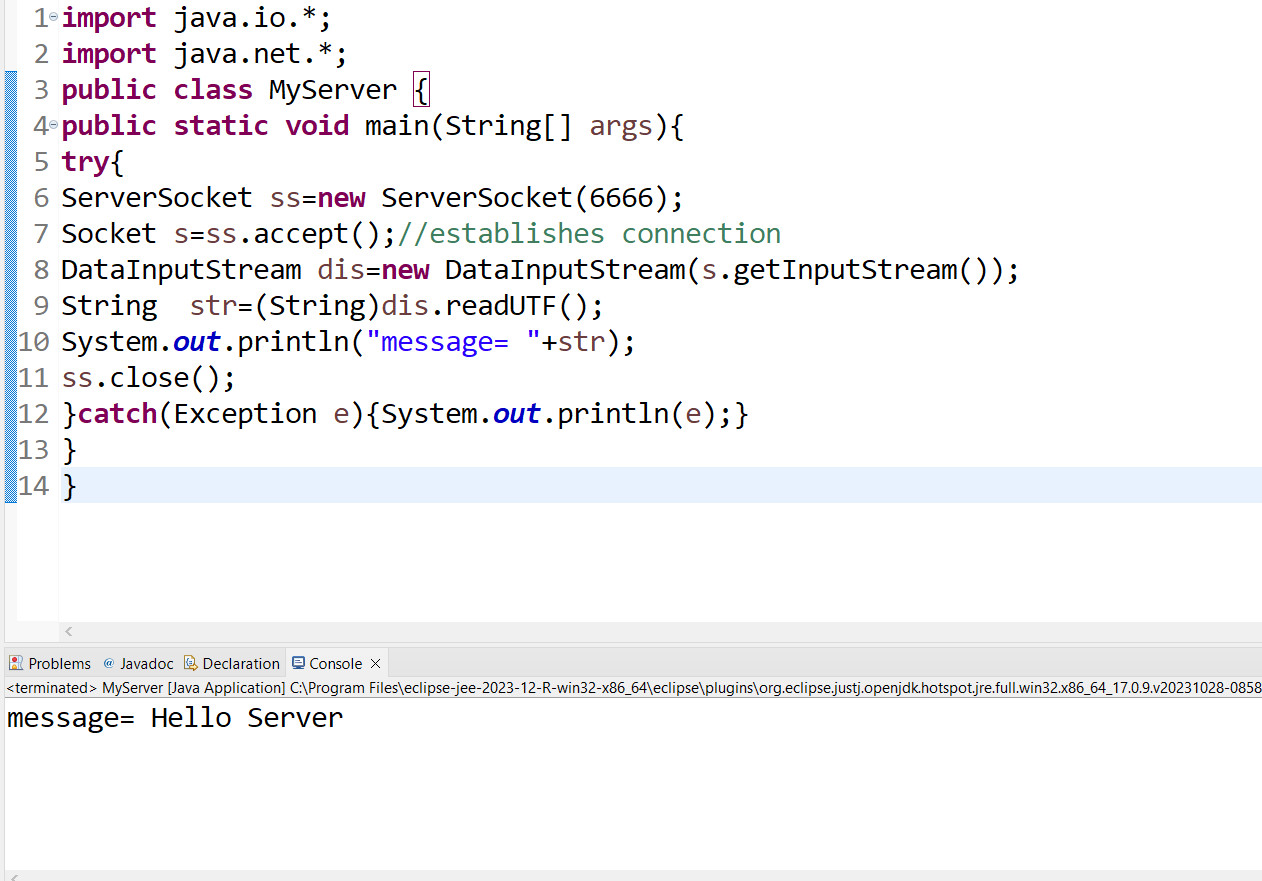 1 import java.io.*;
2 import java.net.*;
3 public class MyServer {
4 public static void main(String[] args){
5 try{
6 ServerSocket ss=new ServerSocket(6666);
7 Socket s=ss.accept();//establishes connection
8 DataInputStream dis=new DataInputStream(s.getInputStream());
9 String  str=(String)dis.readUTF();
10 System.out.println("message= "+str);
11 ss.close();
12 }catch(Exception e){System.out.println(e);}
13 }
14 }
Problems @ Javadoc Declaration Console
<terminated> MyServer [Java Application] C:\Program Files\eclipse-jee-2023-12-R-win32-x86_64\eclipse\plugins\org.eclipse.justj.openjdk.hotspot.jre.full.win32.x86_64_17.0.9.v20231028-0858
message= Hello Server